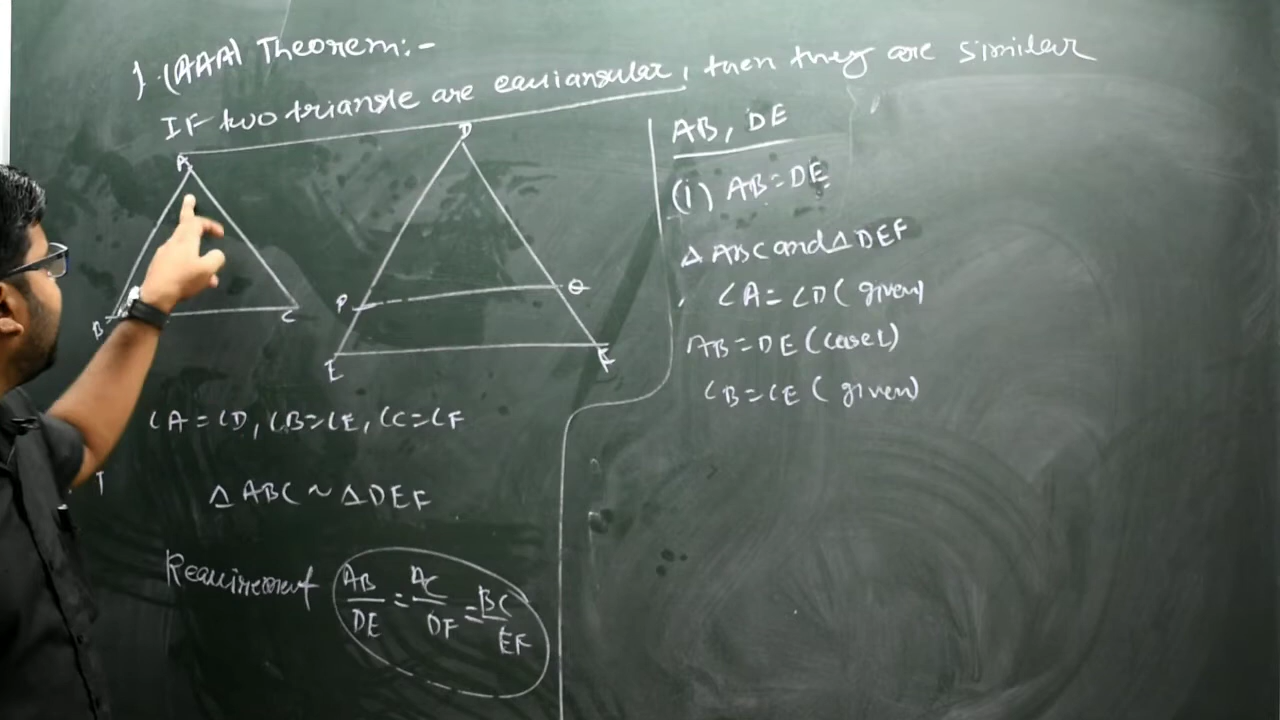 1. (AAA) Theorem:-
IF two triangle are equiangular, then they are similar
A
B
C
D
P
Q
E
F
∠A = ∠D, ∠B = ∠E, ∠C = ∠F
T
△ ABC ~ △ DEF
Requirement AB/DE = AC/DF = BC/EF
AB, DE
(i) AB = DE
△ ABC and △ DEF
∠A = ∠D (given)
AB = DE (case 1)
∠B = ∠E (given)